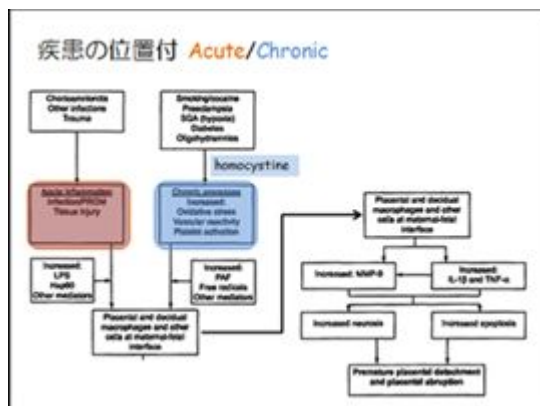 疾患の位置付 Acute/Chronic
Chorioamnionitis
Other infections
Trauma
Smoking/cocaine
Preeclampsia
SGA (hypoxia)
Diabetes
Oligohydramnios
homocystine
Acute inflammation
Infection/PROM
Tissue injury
Chronic processes
Increased:
Oxidative stress
Vascular reactivity
Platelet activation
Increased:
LPS
Hsp60
Other mediators
Increased:
PAF
Free radicals
Other mediators
Placental and decidual
macrophages and other
cells at maternal-fetal
interface
Placental and decidual
macrophages and other
cells at maternal-fetal
interface
Increased: MMP-9
Increased:
IL-1β and TNF-α
Increased necrosis
Increased apoptosis
Premature placental detachment
and placental abruption